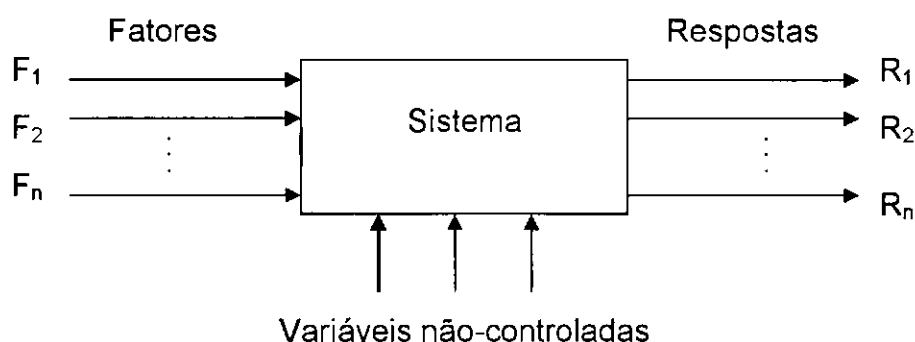 Fatores Respostas
F₁ R₁
Sistema
F₂ R₂
Fₙ Rₙ
Variáveis não-controladas